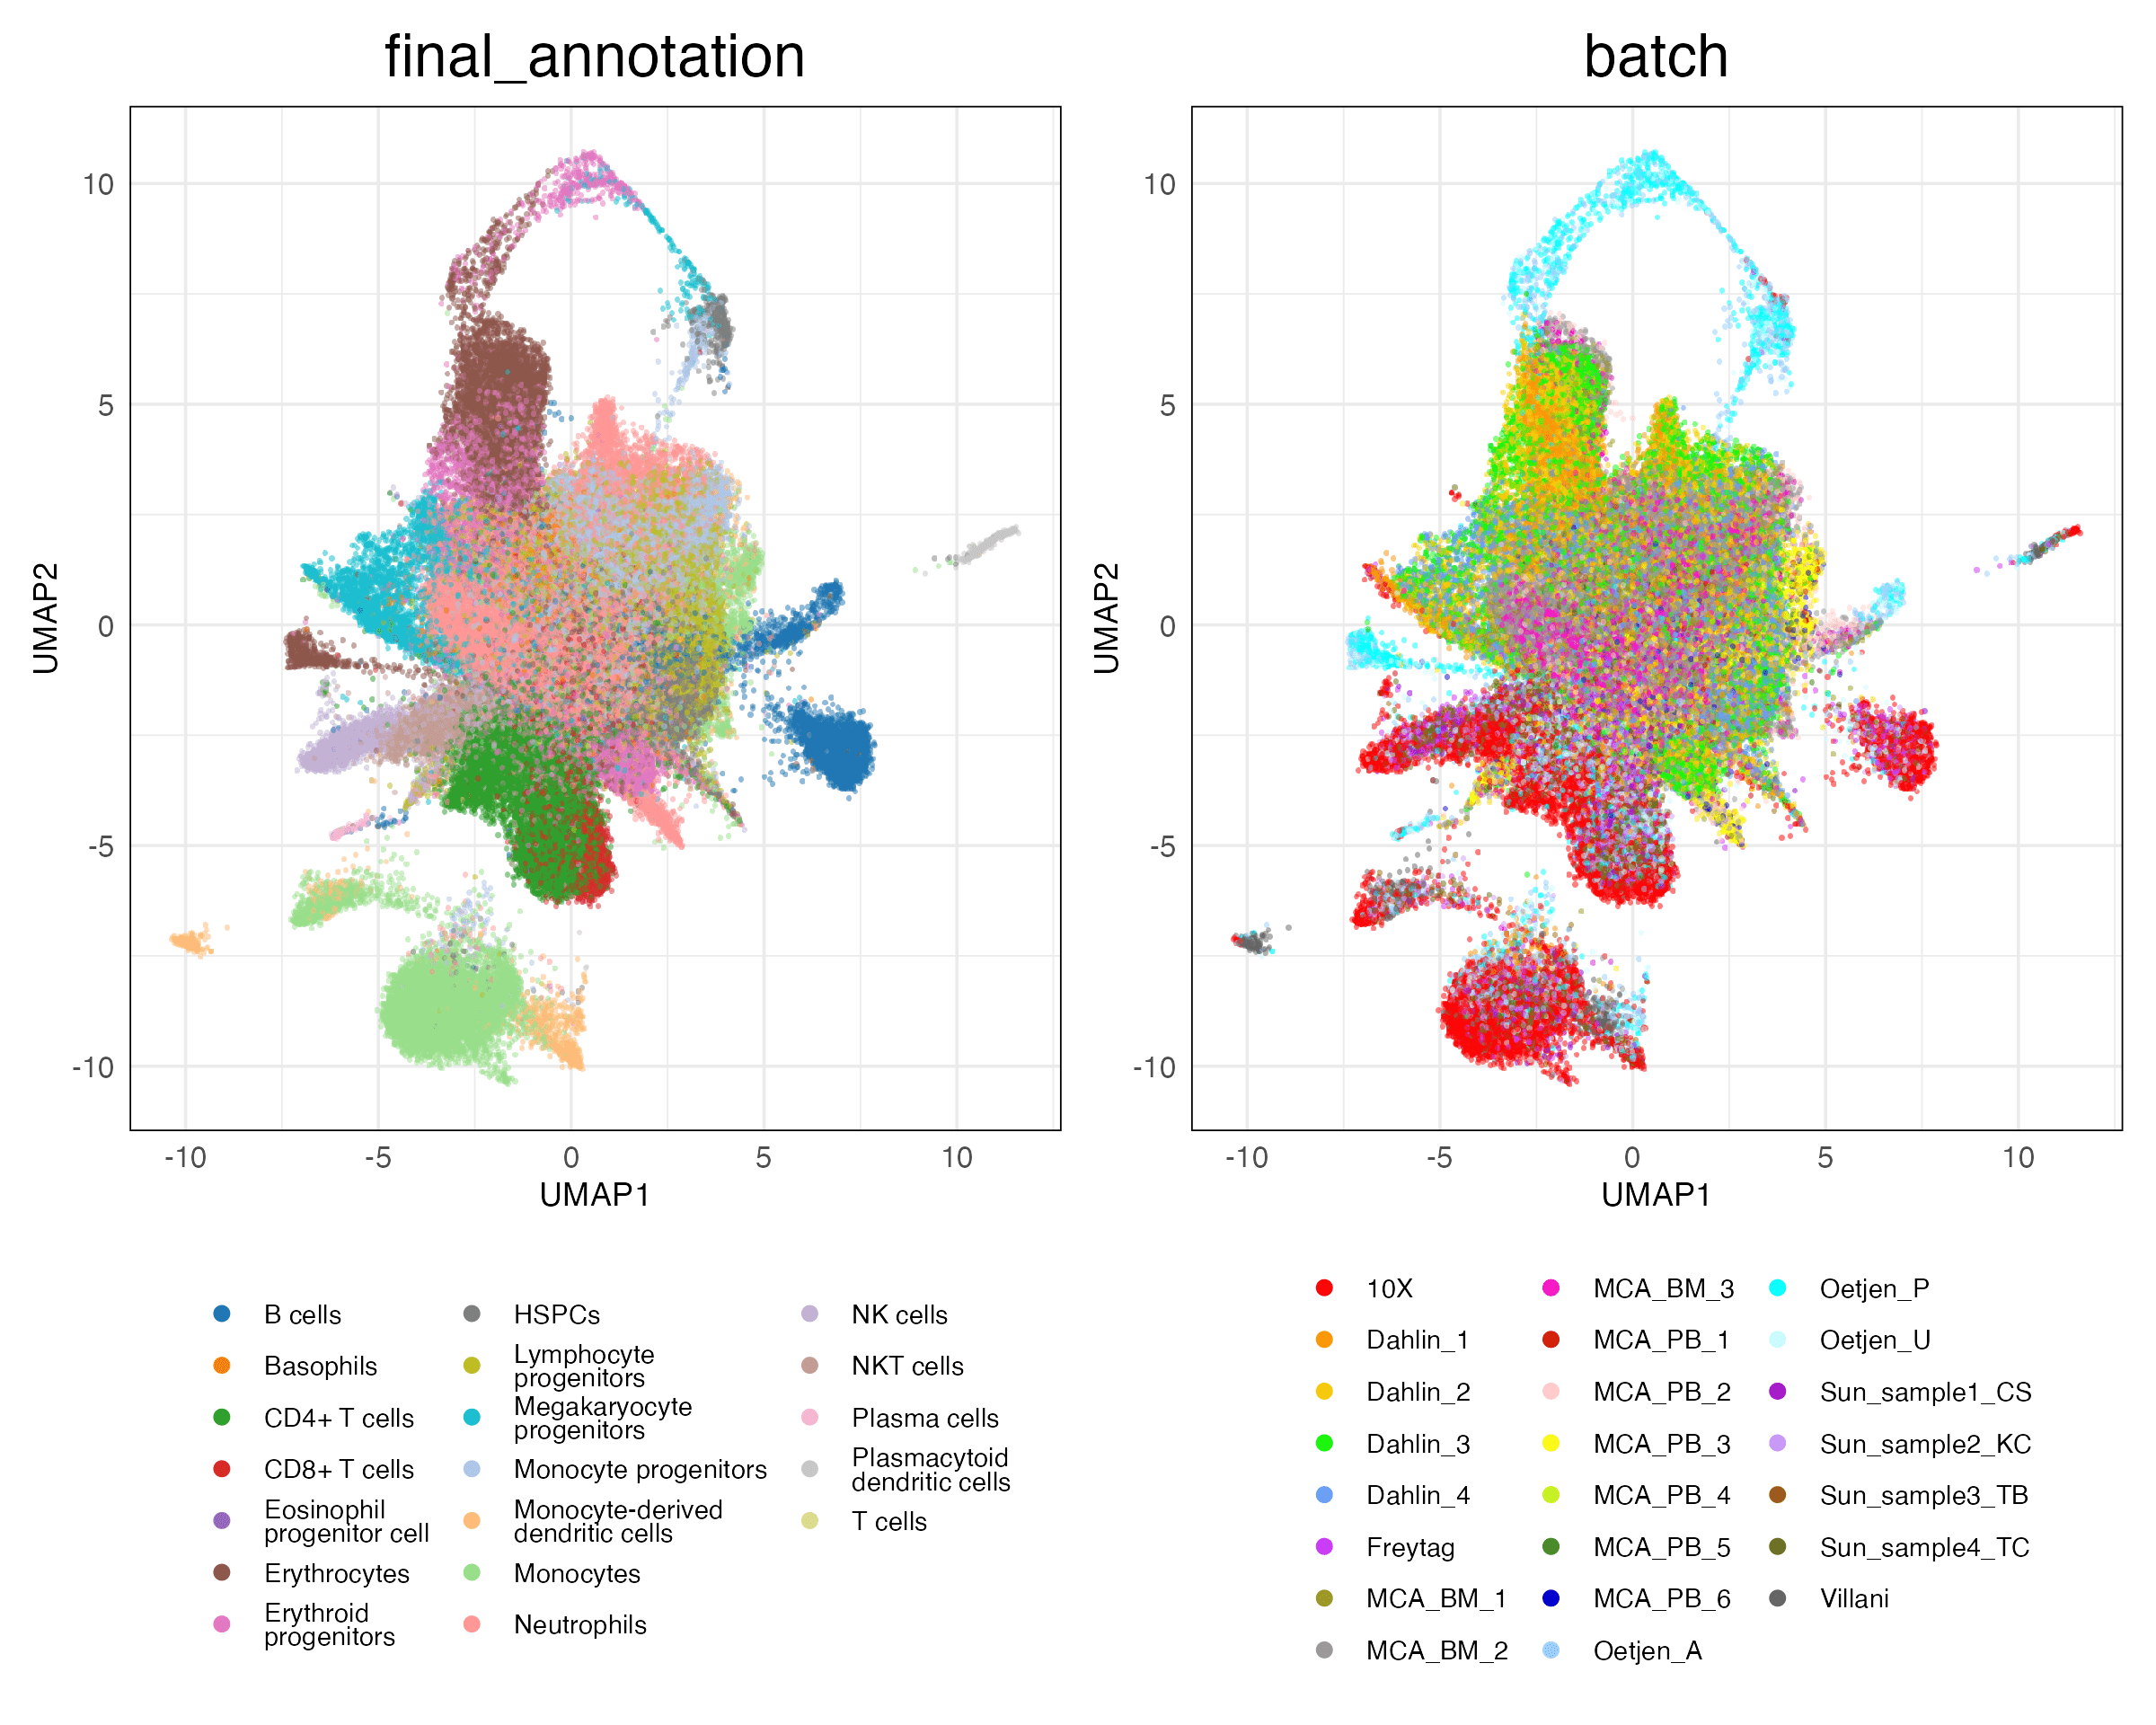 final_annotation
batch
10
5
0
-5
-10
UMAP2
-10
-5
0
5
10
UMAP1
10
5
0
-5
-10
UMAP2
-10
-5
0
5
10
UMAP1
B cells
Basophils
CD4+ T cells
CD8+ T cells
Eosinophil
progenitor cell
Erythrocytes
Erythroid
progenitors
HSPCs
Lymphocyte
progenitors
Megakaryocyte
progenitors
Monocyte progenitors
Monocyte-derived
dendritic cells
Monocytes
Neutrophils
NK cells
NKT cells
Plasma cells
Plasmacytoid
dendritic cells
T cells
10X
Dahlin_1
Dahlin_2
Dahlin_3
Dahlin_4
Freytag
MCA_BM_1
MCA_BM_2
MCA_BM_3
MCA_PB_1
MCA_PB_2
MCA_PB_3
MCA_PB_4
MCA_PB_5
MCA_PB_6
Oetjen_A
Oetjen_P
Oetjen_U
Sun_sample1_CS
Sun_sample2_KC
Sun_sample3_TB
Sun_sample4_TC
Villani